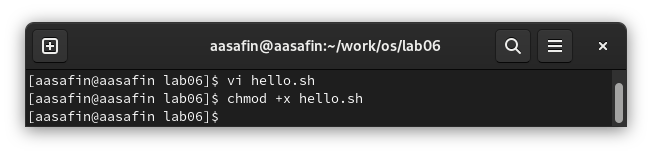 aasafin@aasafin:~/work/os/lab06
[aasafin@aasafin lab06]$ vi hello.sh
[aasafin@aasafin lab06]$ chmod +x hello.sh
[aasafin@aasafin lab06]$